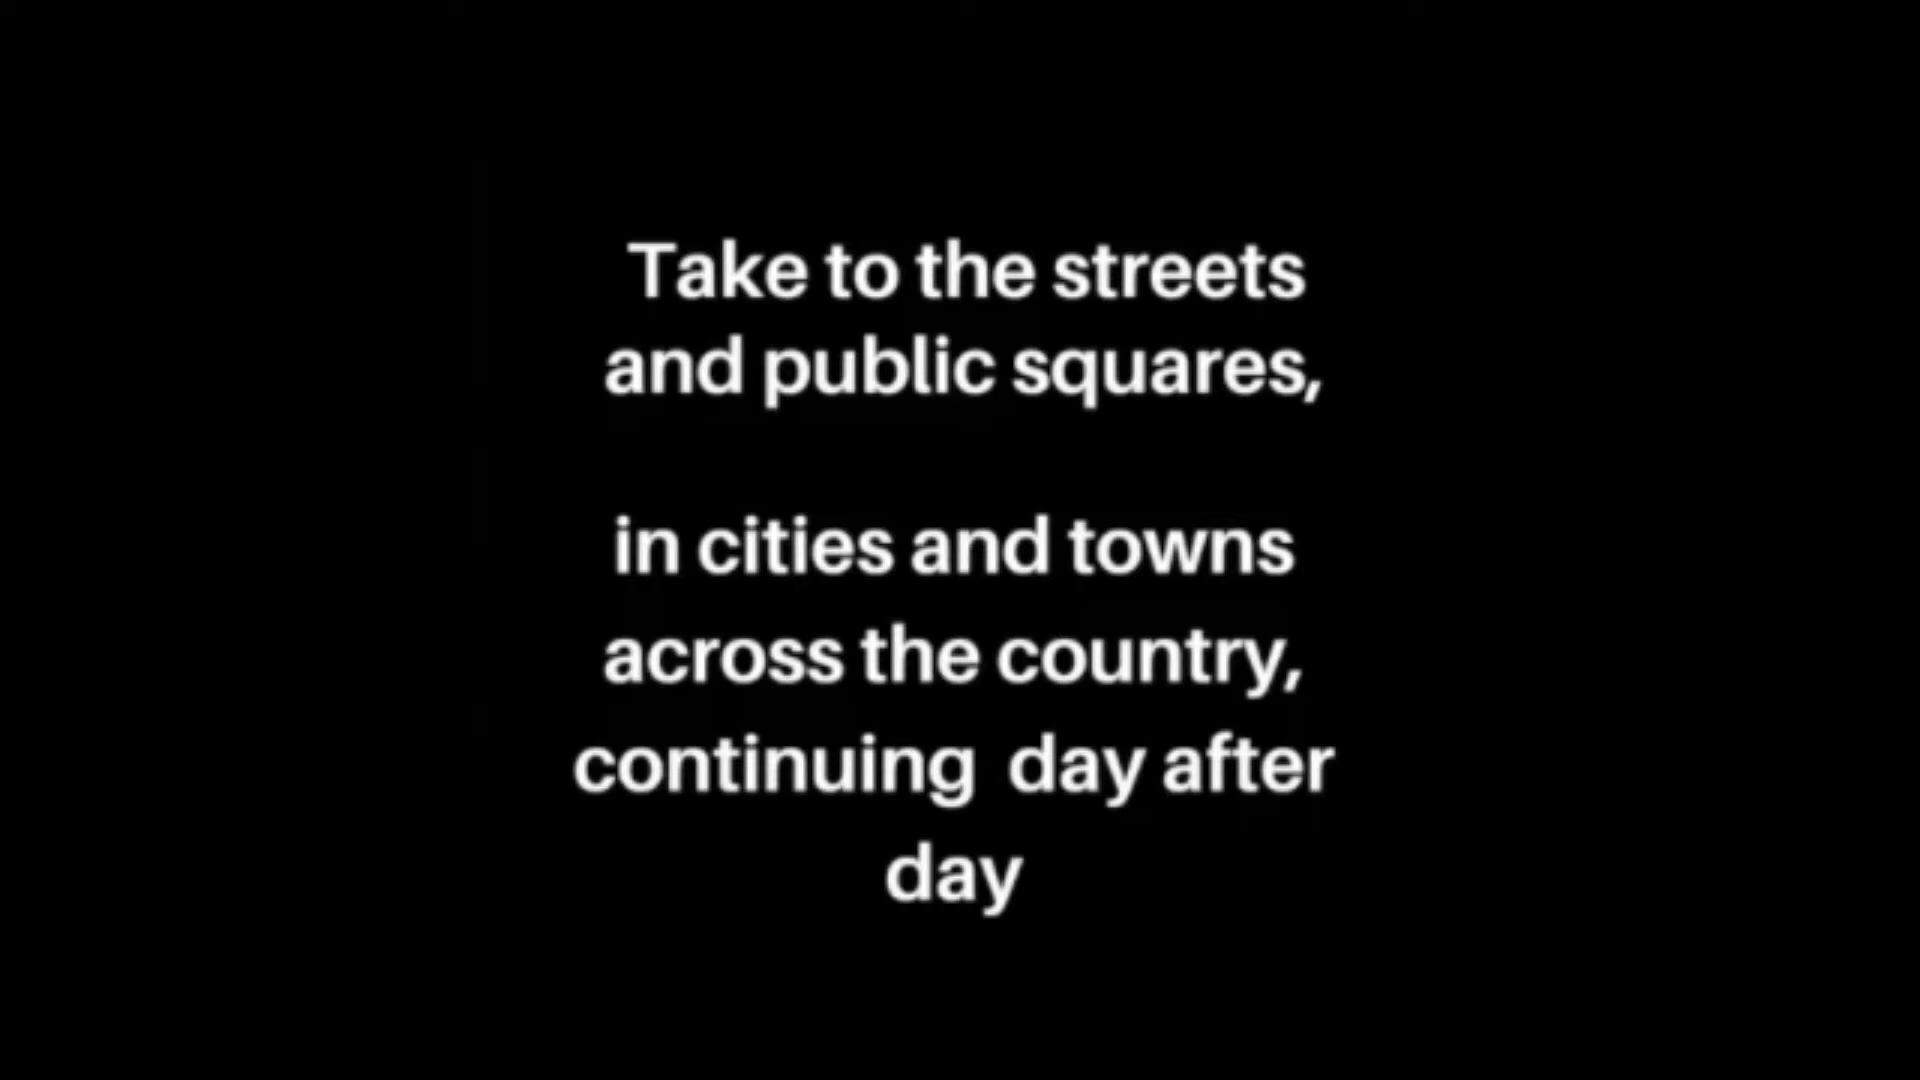 Take to the streets
and public squares,
in cities and towns
across the country,
continuing  day after
day